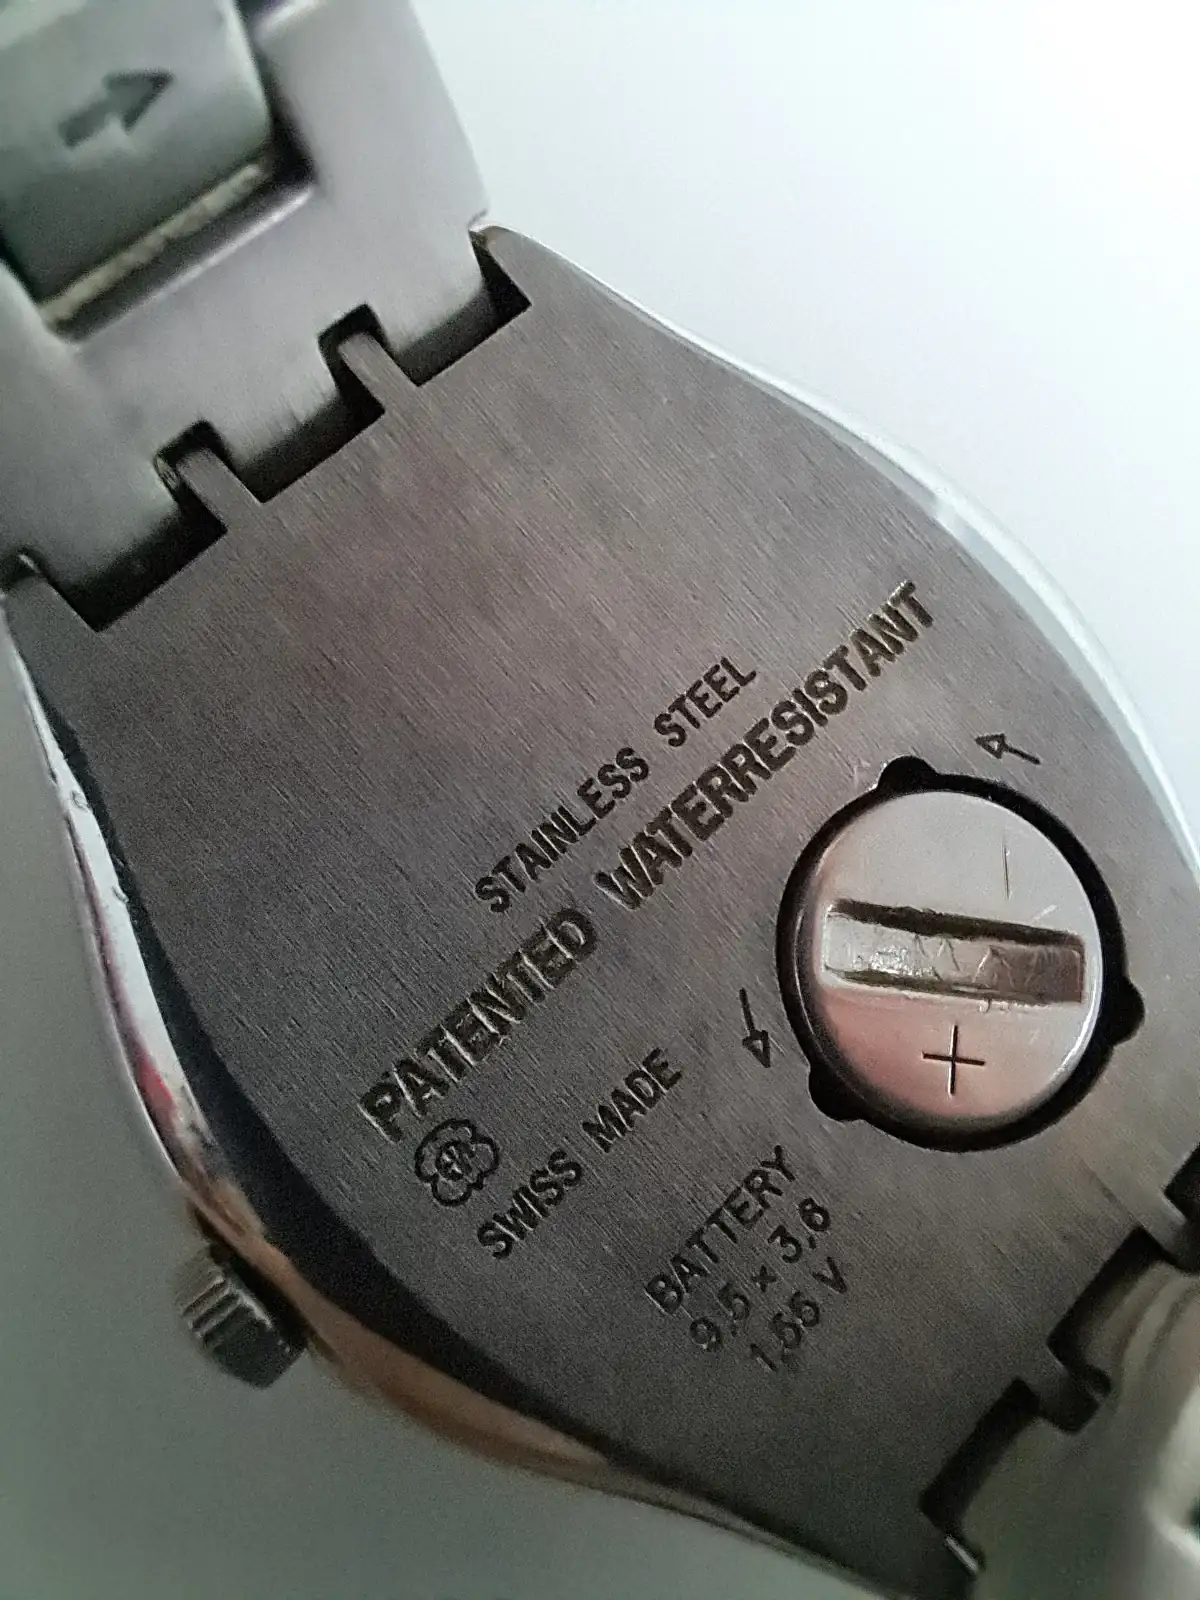 STAINLESS STEEL
PATENTED WATERRESISTANT
SWISS MADE
BATTERY
9,5 × 3,6
1,55 V
+